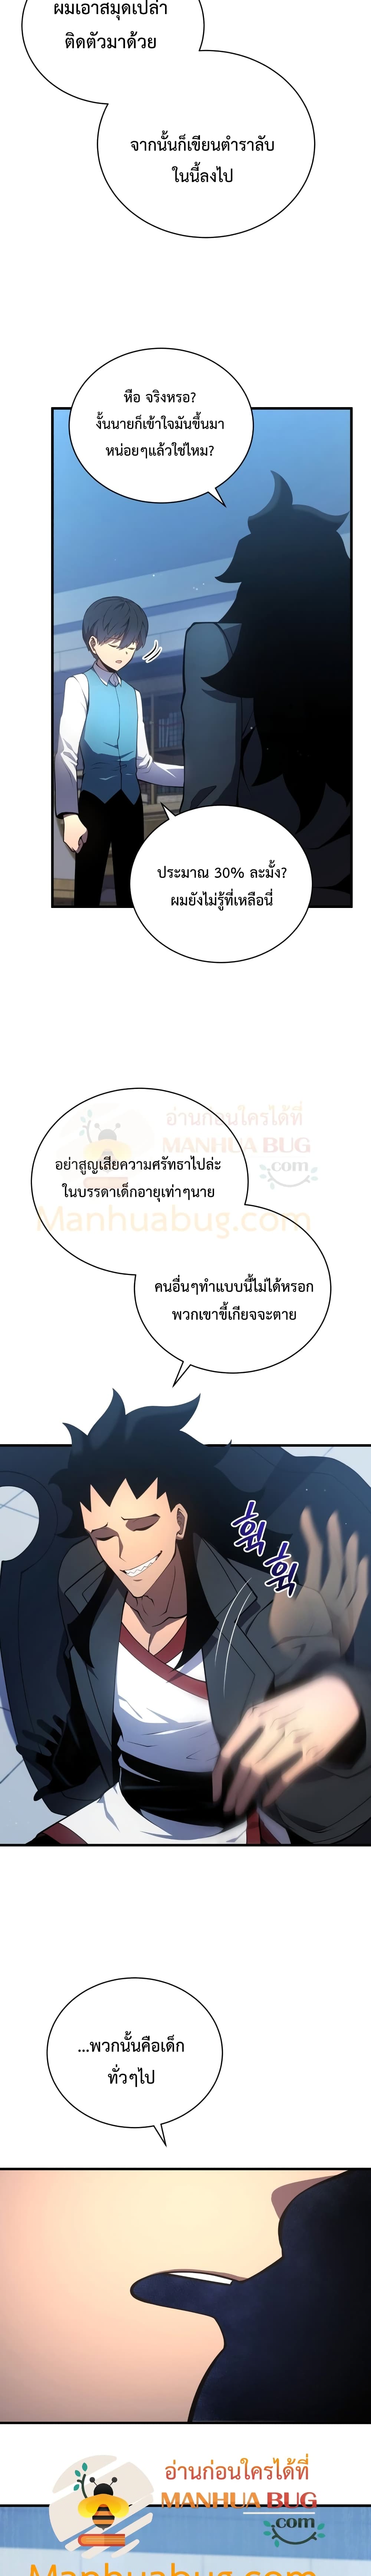 ผมเอาสมุดเปล่า
ติดตัวมาด้วย
จากนั้นก็เขียนตำราลับ
ในนี้ลงไป
หือ จริงหรอ?
งั้นนายก็เข้าใจมันขึ้นมา
หน่อยๆแล้วใช่ไหม?
ประมาณ 30% ละมั้ง?
ผมยังไม่รู้ที่เหลือนี่
อ่านก่อนใครได้ที่
MANHUA BUG
.com
อย่าสูญเสียความศรัทธาไปล่ะ
ในบรรดาเด็กอายุเท่าๆนาย
Manhuabug.com
คนอื่นๆทำแบบนี้ไม่ได้หรอก
พวกเขาขี้เกียจจะตาย
휙
휙
...พวกนั้นคือเด็ก
ทั่วๆไป
อ่านก่อนใครได้ที่
MANHUA BUG
.com
Manhuabug.com